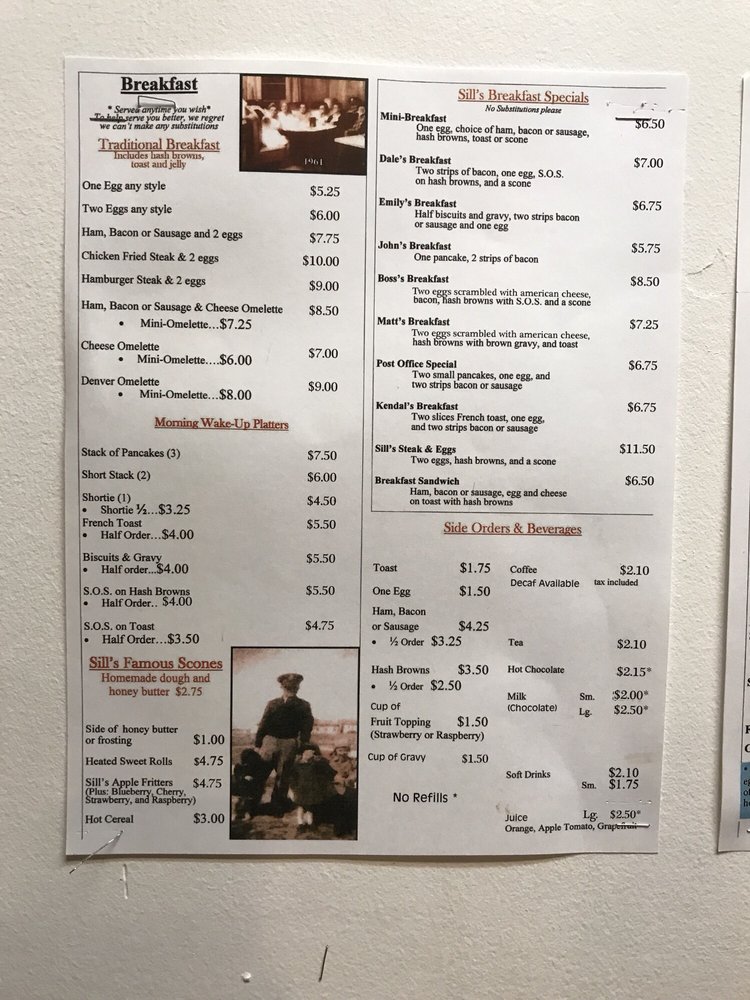 Breakfast
* Served anytime you wish*
To help serve you better, we regret
we can't make any substitutions
Traditional Breakfast
Includes hash browns,
toast and jelly
1961
One Egg any style $5.25
Two Eggs any style $6.00
Ham, Bacon or Sausage and 2 eggs $7.75
Chicken Fried Steak & 2 eggs $10.00
Hamburger Steak & 2 eggs $9.00
Ham, Bacon or Sausage & Cheese Omelette $8.50
• Mini-Omelette...$7.25
Cheese Omelette $7.00
• Mini-Omelette....$6.00
Denver Omelette $9.00
• Mini-Omelette...$8.00
Morning Wake-Up Platters
Stack of Pancakes (3) $7.50
Short Stack (2) $6.00
Shortie (1) $4.50
• Shortie ½...$3.25
French Toast $5.50
• Half Order...$4.00
Biscuits & Gravy $5.50
• Half order...$4.00
S.O.S. on Hash Browns $5.50
• Half Order.. $4.00
S.O.S. on Toast $4.75
• Half Order...$3.50
Sill's Famous Scones
Homemade dough and
honey butter $2.75
Side of honey butter
or frosting $1.00
Heated Sweet Rolls $4.75
Sill's Apple Fritters $4.75
(Plus: Blueberry, Cherry,
Strawberry, and Raspberry)
Hot Cereal $3.00
Sill's Breakfast Specials
No Substitutions please
Mini-Breakfast $6.50
One egg, choice of ham, bacon or sausage,
hash browns, toast or scone
Dale's Breakfast $7.00
Two strips of bacon, one egg, S.O.S.
on hash browns, and a scone
Emily's Breakfast $6.75
Half biscuits and gravy, two strips bacon
or sausage and one egg
John's Breakfast $5.75
One pancake, 2 strips of bacon
Boss's Breakfast $8.50
Two eggs scrambled with american cheese,
bacon, hash browns with S.O.S. and a scone
Matt's Breakfast $7.25
Two eggs scrambled with american cheese,
hash browns with brown gravy, and toast
Post Office Special $6.75
Two small pancakes, one egg, and
two strips bacon or sausage
Kendal's Breakfast $6.75
Two slices French toast, one egg,
and two strips bacon or sausage
Sill's Steak & Eggs $11.50
Two eggs, hash browns, and a scone
Breakfast Sandwich $6.50
Ham, bacon or sausage, egg and cheese
on toast with hash browns
Side Orders & Beverages
Toast $1.75
One Egg $1.50
Ham, Bacon
or Sausage $4.25
• ½ Order $3.25
Hash Browns $3.50
• ½ Order $2.50
Cup of
Fruit Topping $1.50
(Strawberry or Raspberry)
Cup of Gravy $1.50
No Refills *
Coffee $2.10
Decaf Available tax included
Tea $2.10
Hot Chocolate $2.15*
Milk Sm. $2.00*
(Chocolate) Lg. $2.50*
Soft Drinks $2.10
Sm. $1.75
Juice Lg. $2.50*
Orange, Apple Tomato, Grapefruit